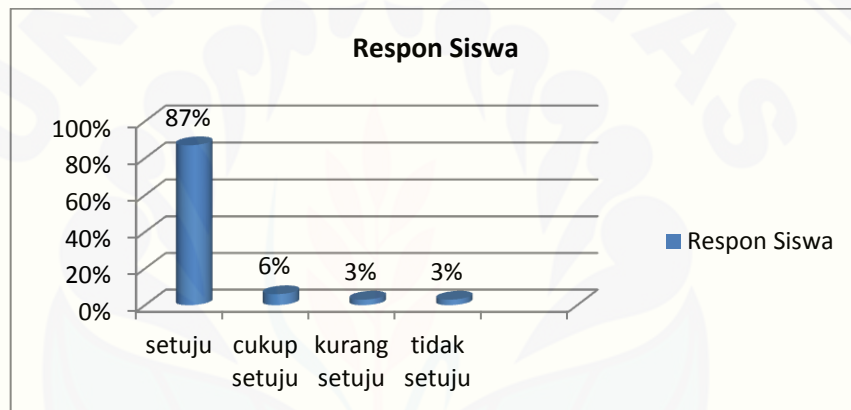 Respon Siswa
100%
80%
60%
40%
20%
0%
87%
6%
3%
3%
setuju
cukup
setuju
kurang
setuju
tidak
setuju
Respon Siswa